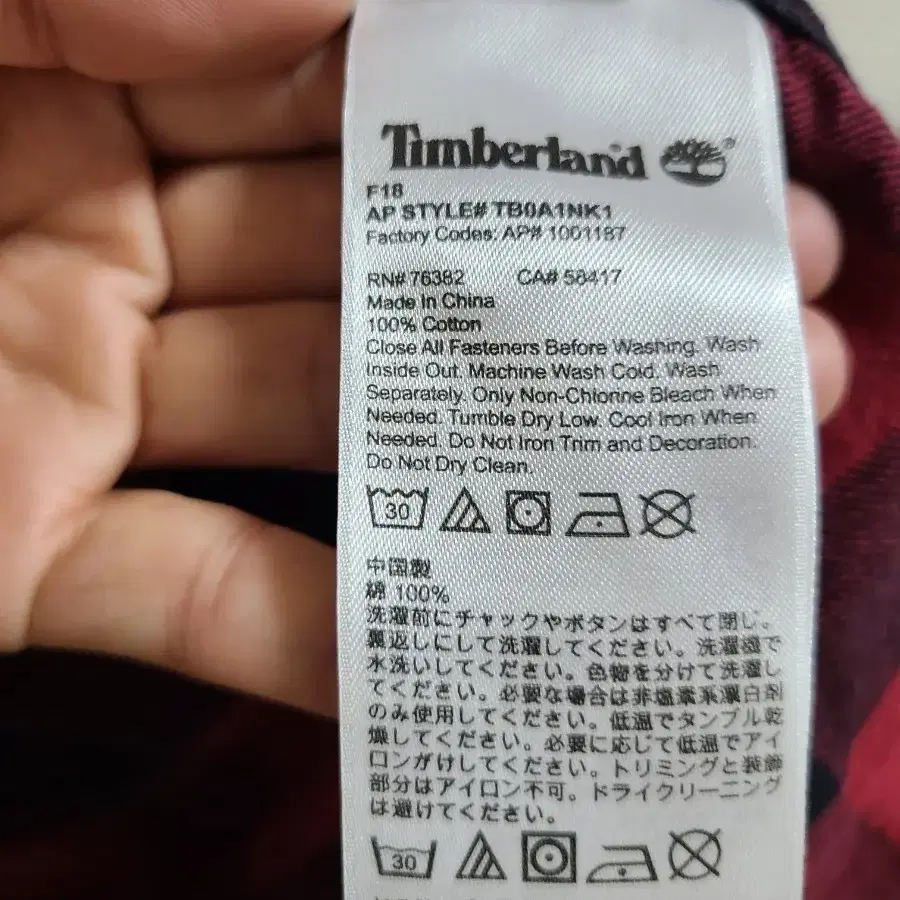 Timberland
F18
AP STYLE# TB0A1NK1
Factory Codes: AP# 1001187
RN# 76382 CA# 58417
Made In China
100% Cotton
Close All Fasteners Before Washing. Wash
Inside Out. Machine Wash Cold. Wash
Separately. Only Non-Chlorine Bleach When
Needed. Tumble Dry Low. Cool Iron When
Needed. Do Not Iron Trim and Decoration.
Do Not Dry Clean.
30
中国製
綿 100%
洗濯前にチャックやボタンはすべて閉じ。
裏返しにして洗濯してください。洗濯機で
水洗いしてください。色物を分けて洗濯し
てください。必要な場合は非塩素系漂白剤
のみ使用してください。低温でタンブル乾
燥してください。必要に応じて低温でアイ
ロンがけしてください。トリミングと装飾
部分はアイロン不可。ドライクリーニング
は避けてください。
30